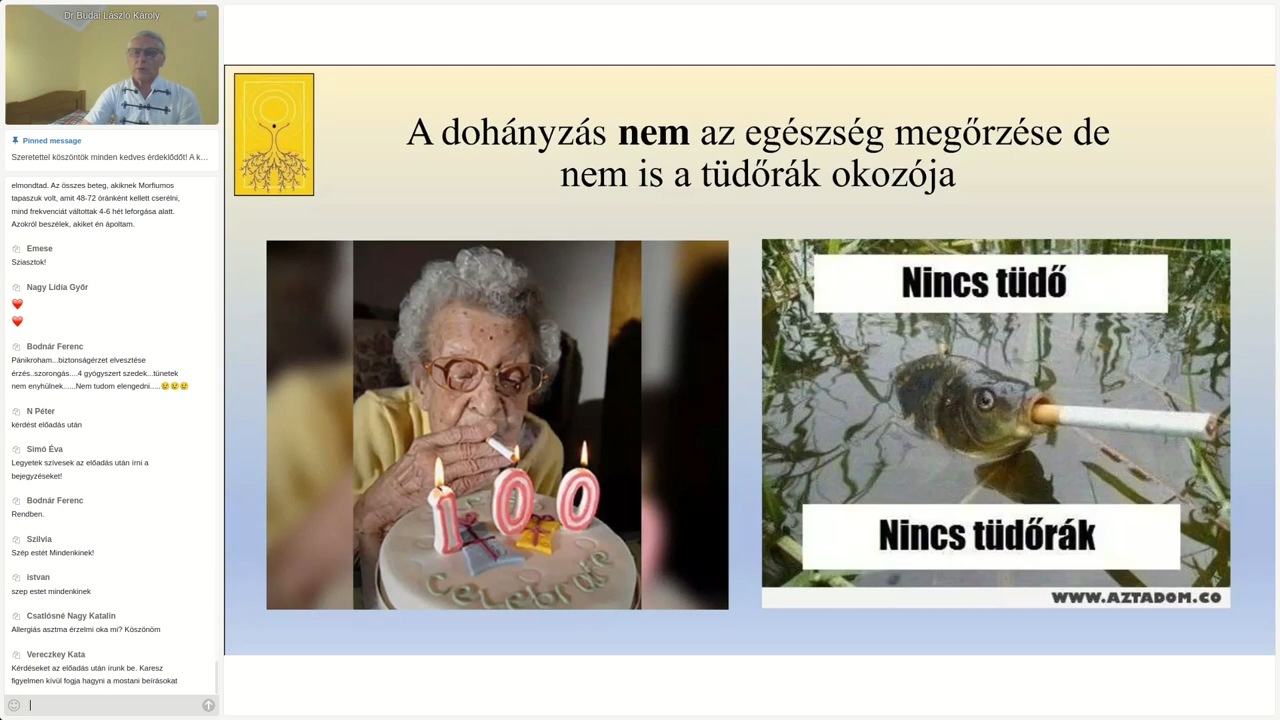 Dr Budai László Károly
Pinned message
Szeretettel köszöntök minden kedves érdeklődőt! A k…
elmondtad. Az összes beteg, akiknek Morfiumos
tapaszuk volt, amit 48-72 óránként kellett cserélni,
mind frekvenciát váltottak 4-6 hét leforgása alatt.
Azokról beszélek, akiket én ápoltam.
Emese
Sziasztok!
Nagy Lídia Győr
❤️
❤️
Bodnár Ferenc
Pánikroham...biztonságérzet elvesztése
érzés..szorongás....4 gyógyszert szedek...tünetek
nem enyhülnek......Nem tudom elengedni.....😢😢😢
N Péter
kérdést előadás után
Simó Éva
Legyetek szívesek az előadás után írni a
bejegyzéseket!
Bodnár Ferenc
Rendben.
Szilvia
Szép estét Mindenkinek!
istvan
szep estet mindenkinek
Csatlósné Nagy Katalin
Allergiás asztma érzelmi oka mi? Köszönöm
Vereczkey Kata
Kérdéseket az előadás után írunk be. Karesz
figyelmen kívül fogja hagyni a mostani beírásokat
A dohányzás nem az egészség megőrzése de
nem is a tüdőrák okozója
100
Celebrate
Nincs tüdő
Nincs tüdőrák
WWW.AZTADOM.CO